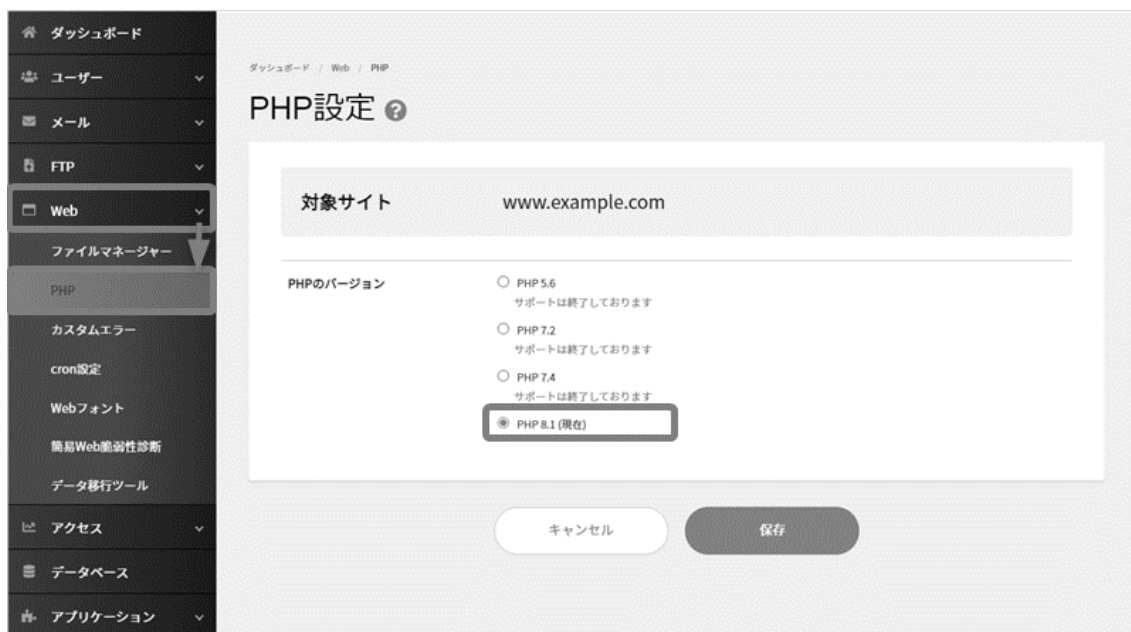 ダッシュボード
ユーザー
メール
FTP
Web
ファイルマネージャー
PHP
カスタムエラー
cron設定
Webフォント
簡易Web脆弱性診断
データ移行ツール
アクセス
データベース
アプリケーション
ダッシュボード / Web / PHP
PHP設定 ?
対象サイト www.example.com
PHPのバージョン
PHP 5.6
サポートは終了しております
PHP 7.2
サポートは終了しております
PHP 7.4
サポートは終了しております
PHP 8.1 (現在)
キャンセル 保存